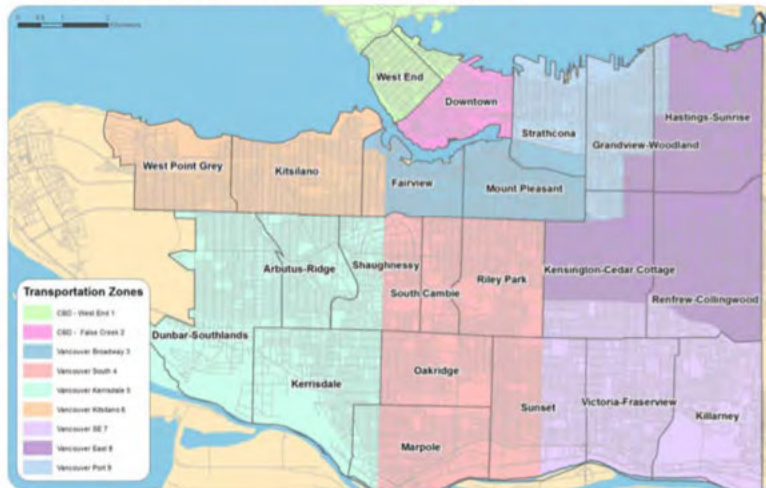 West End
Downtown
Hastings-Sunrise
Strathcona
Grandview-Woodland
West Point Grey
Kitsilano
Fairview
Mount Pleasant
Arbutus-Ridge
Shaughnessy
South Cambie
Riley Park
Kensington-Cedar Cottage
Renfrew-Collingwood
Dunbar-Southlands
Kerrisdale
Oakridge
Sunset
Victoria-Fraserview
Killarney
Marpole
Transportation Zones
CBD - West End 1
CBD - False Creek 2
Vancouver Broadway 3
Vancouver South 4
Vancouver Kerrisdale 5
Vancouver Kitsilano 6
Vancouver SE 7
Vancouver East 8
Vancouver Port 9